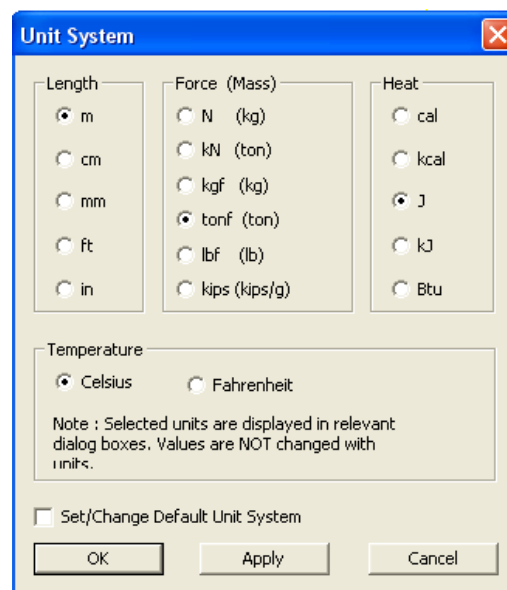 Unit System
Length
m
cm
mm
ft
in
Force (Mass)
N (kg)
kN (ton)
kgf (kg)
tonf (ton)
lbf (lb)
kips (kips/g)
Heat
cal
kcal
J
kJ
Btu
Temperature
Celsius
Fahrenheit
Note : Selected units are displayed in relevant
dialog boxes. Values are NOT changed with
units.
Set/Change Default Unit System
OK
Apply
Cancel